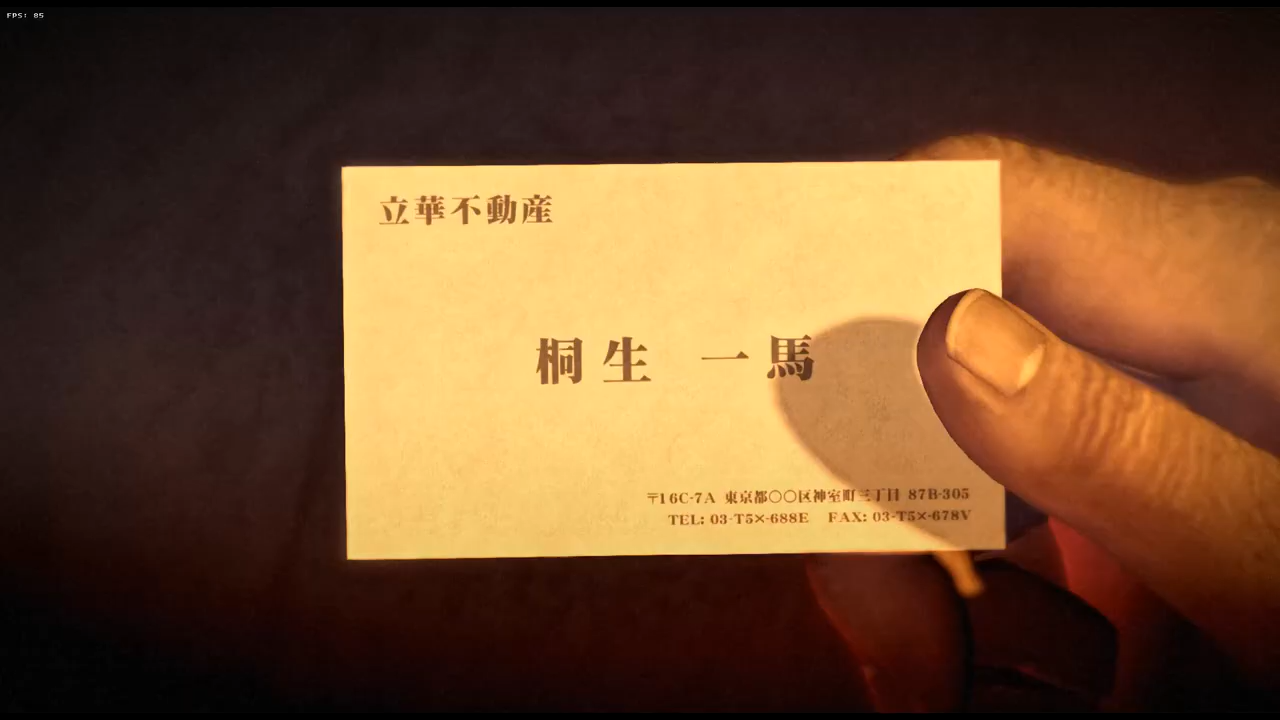 FPS: 85
立華不動産
桐生 一馬
〒16C-7A 東京都〇〇区神室町三丁目 87B-305
TEL: 03-T5×-688E FAX: 03-T5×-678V